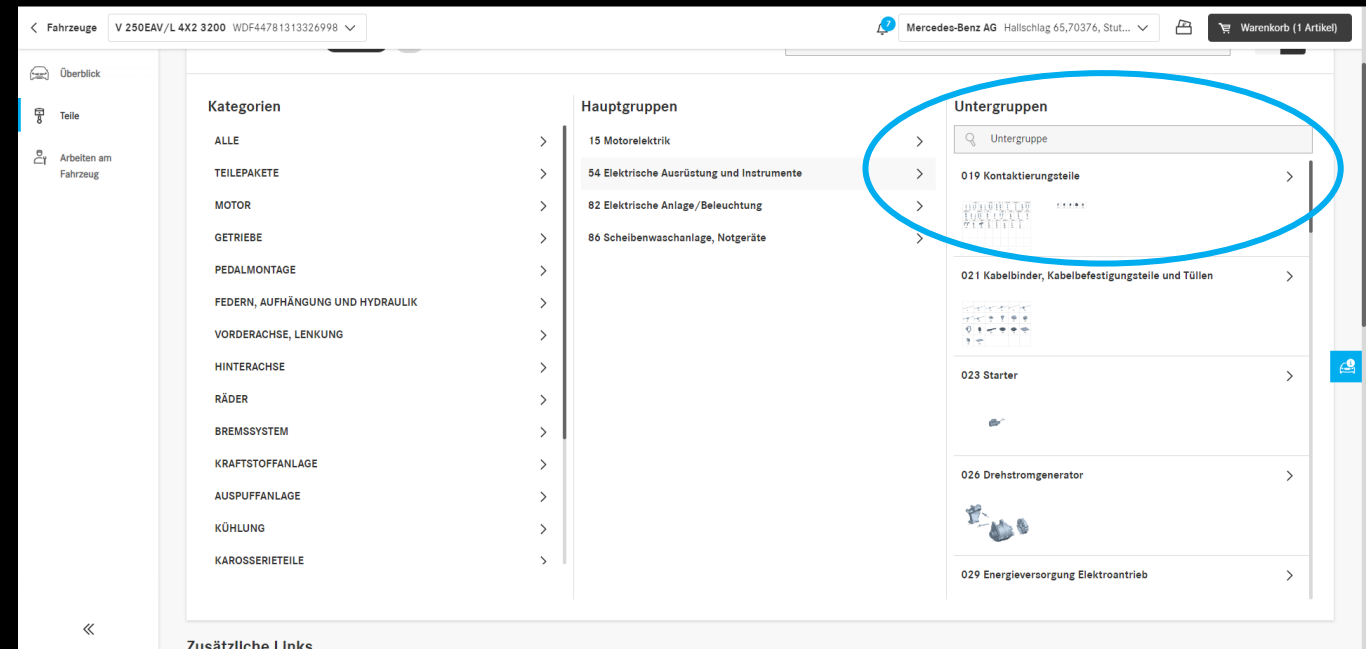 Fahrzeuge
V 250EAV/L 4X2 3200 WDF44781313326998
7
Mercedes-Benz AG Hallschlag 65,70376, Stut...
Warenkorb (1 Artikel)
Überblick
Teile
Arbeiten am
Fahrzeug
Kategorien
ALLE
TEILEPAKETE
MOTOR
GETRIEBE
PEDALMONTAGE
FEDERN, AUFHÄNGUNG UND HYDRAULIK
VORDERACHSE, LENKUNG
HINTERACHSE
RÄDER
BREMSSYSTEM
KRAFTSTOFFANLAGE
AUSPUFFANLAGE
KÜHLUNG
KAROSSERIETEILE
Hauptgruppen
15 Motorelektrik
54 Elektrische Ausrüstung und Instrumente
82 Elektrische Anlage/Beleuchtung
86 Scheibenwaschanlage, Notgeräte
Untergruppen
Untergruppe
019 Kontaktierungsteile
021 Kabelbinder, Kabelbefestigungsteile und Tüllen
023 Starter
026 Drehstromgenerator
029 Energieversorgung Elektroantrieb
Zusätzliche Links